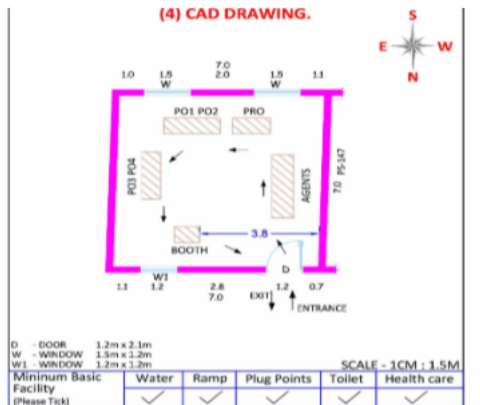 (4) CAD DRAWING.
S
E W
N
7.0
1.0 1.5 2.0 1.5 1.1
W W
PO1 PO2 PRO
PO3 PO4
AGENTS
7.0 PS-147
3.8
BOOTH
W1 D
1.1 1.2 2.8 1.2 0.7
7.0 EXIT ENTRANCE
D - DOOR 1.2m x 2.1m
W - WINDOW 1.5m x 1.2m
W1 - WINDOW 1.2m x 1.2m
SCALE - 1CM : 1.5M
Mininum Basic Facility (Please Tick) Water Ramp Plug Points Toilet Health care